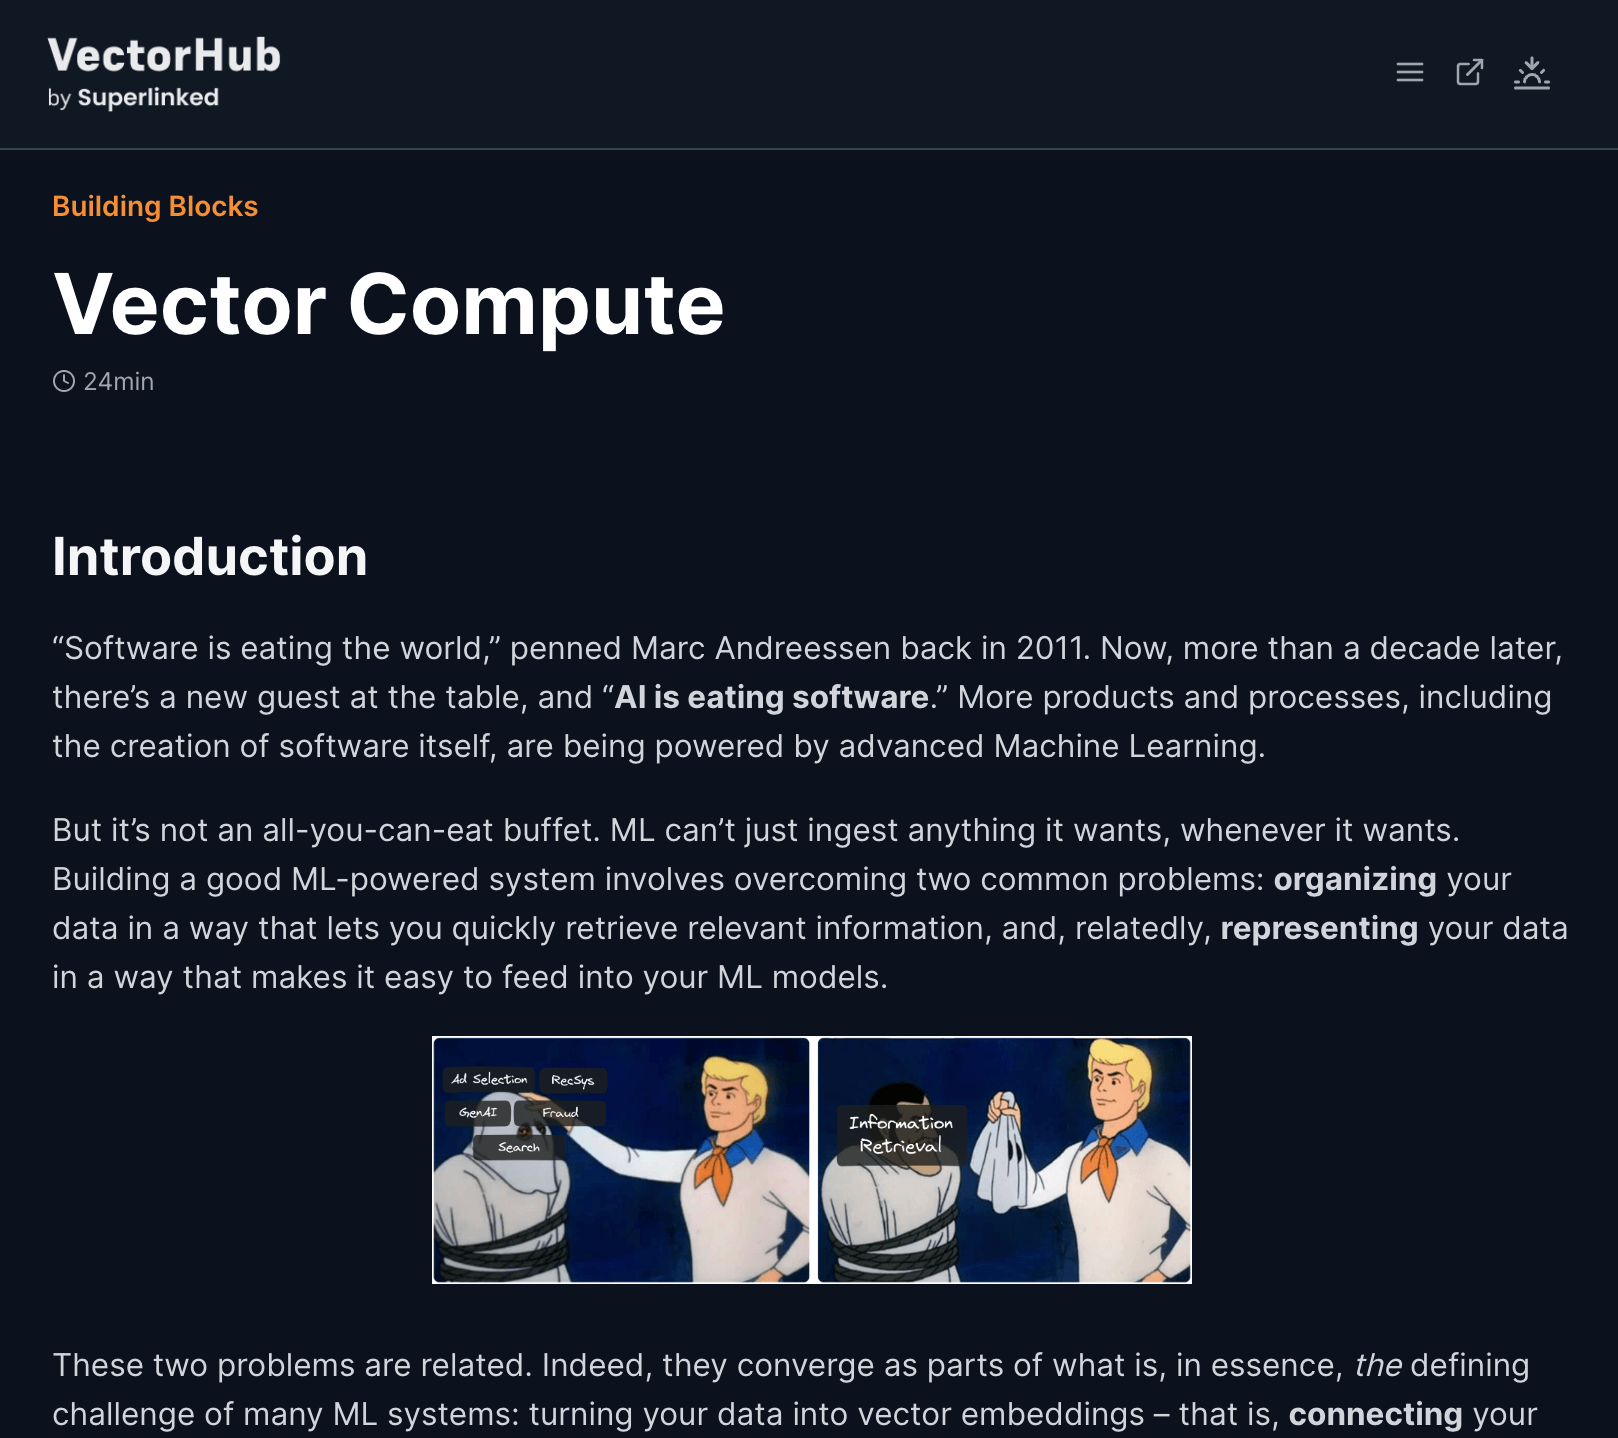 VectorHub
by Superlinked
Building Blocks
Vector Compute
24min
Introduction
“Software is eating the world,” penned Marc Andreessen back in 2011. Now, more than a decade later,
there’s a new guest at the table, and “AI is eating software.” More products and processes, including
the creation of software itself, are being powered by advanced Machine Learning.
But it’s not an all-you-can-eat buffet. ML can’t just ingest anything it wants, whenever it wants.
Building a good ML-powered system involves overcoming two common problems: organizing your
data in a way that lets you quickly retrieve relevant information, and, relatedly, representing your data
in a way that makes it easy to feed into your ML models.
Ad Selection
RecSys
GenAI
Fraud
Search
Information
Retrieval
These two problems are related. Indeed, they converge as parts of what is, in essence, the defining
challenge of many ML systems: turning your data into vector embeddings – that is, connecting your